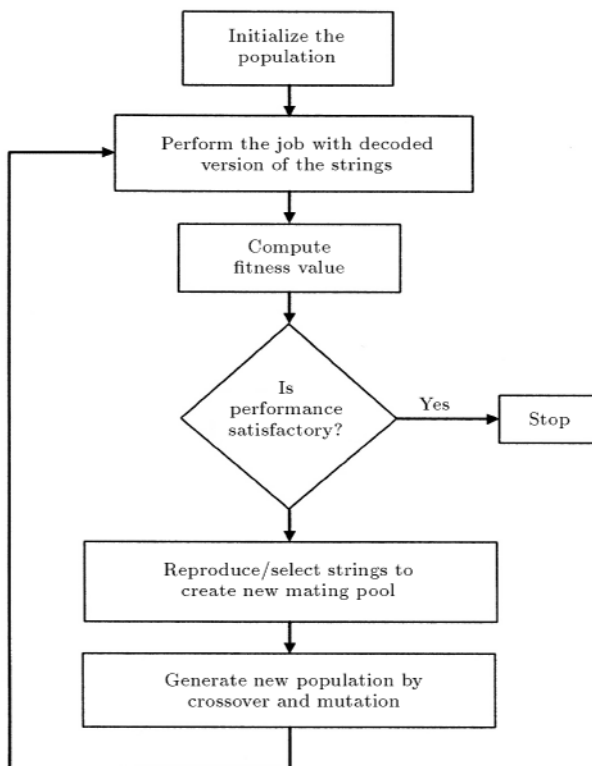 Initialize the
population
Perform the job with decoded
version of the strings
Compute
fitness value
Is
performance
satisfactory?
Yes
Stop
Reproduce/select strings to
create new mating pool
Generate new population by
crossover and mutation